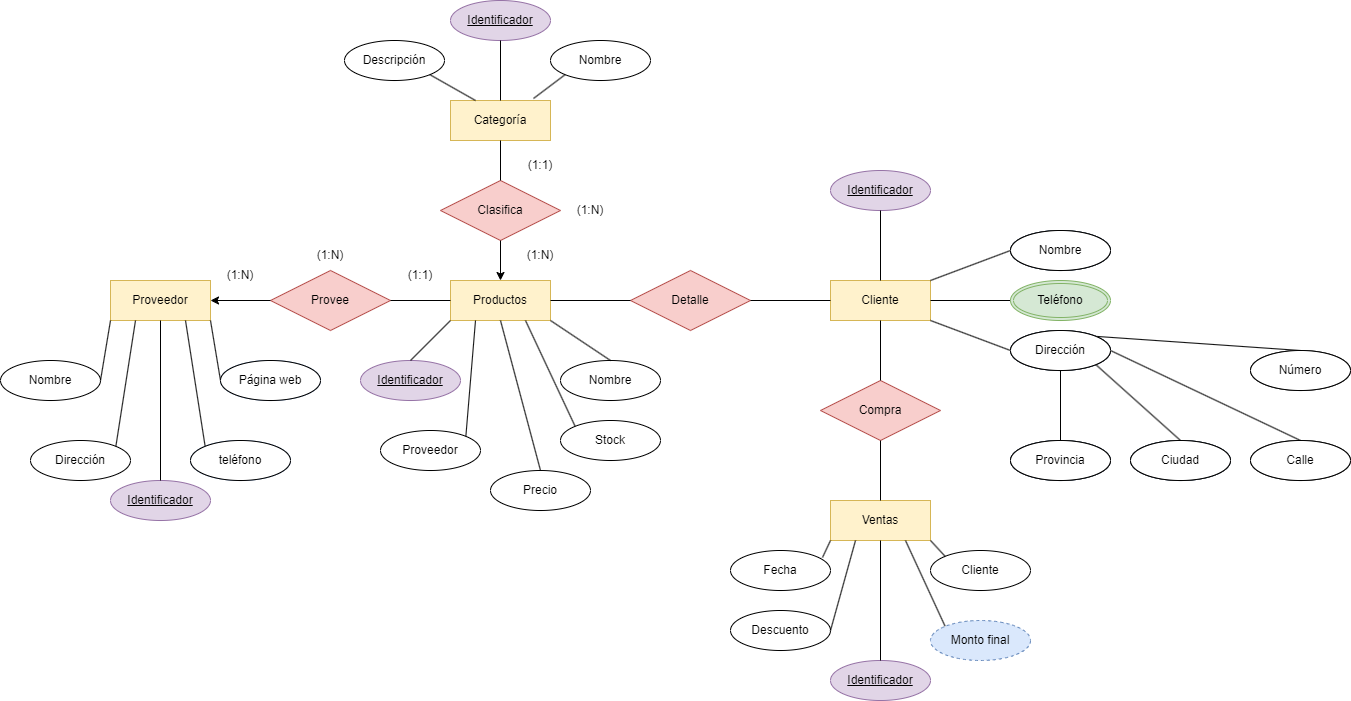 Identificador
Descripción
Nombre
Categoría
(1:1)
Clasifica
(1:N)
Identificador
(1:N)
(1:N)
(1:N)
(1:1)
Nombre
Proveedor
Provee
Productos
Detalle
Cliente
Teléfono
Dirección
Nombre
Página web
Identificador
Nombre
Número
Stock
Proveedor
Dirección
teléfono
Provincia
Ciudad
Calle
Compra
Precio
Identificador
Ventas
Fecha
Cliente
Descuento
Monto final
Identificador